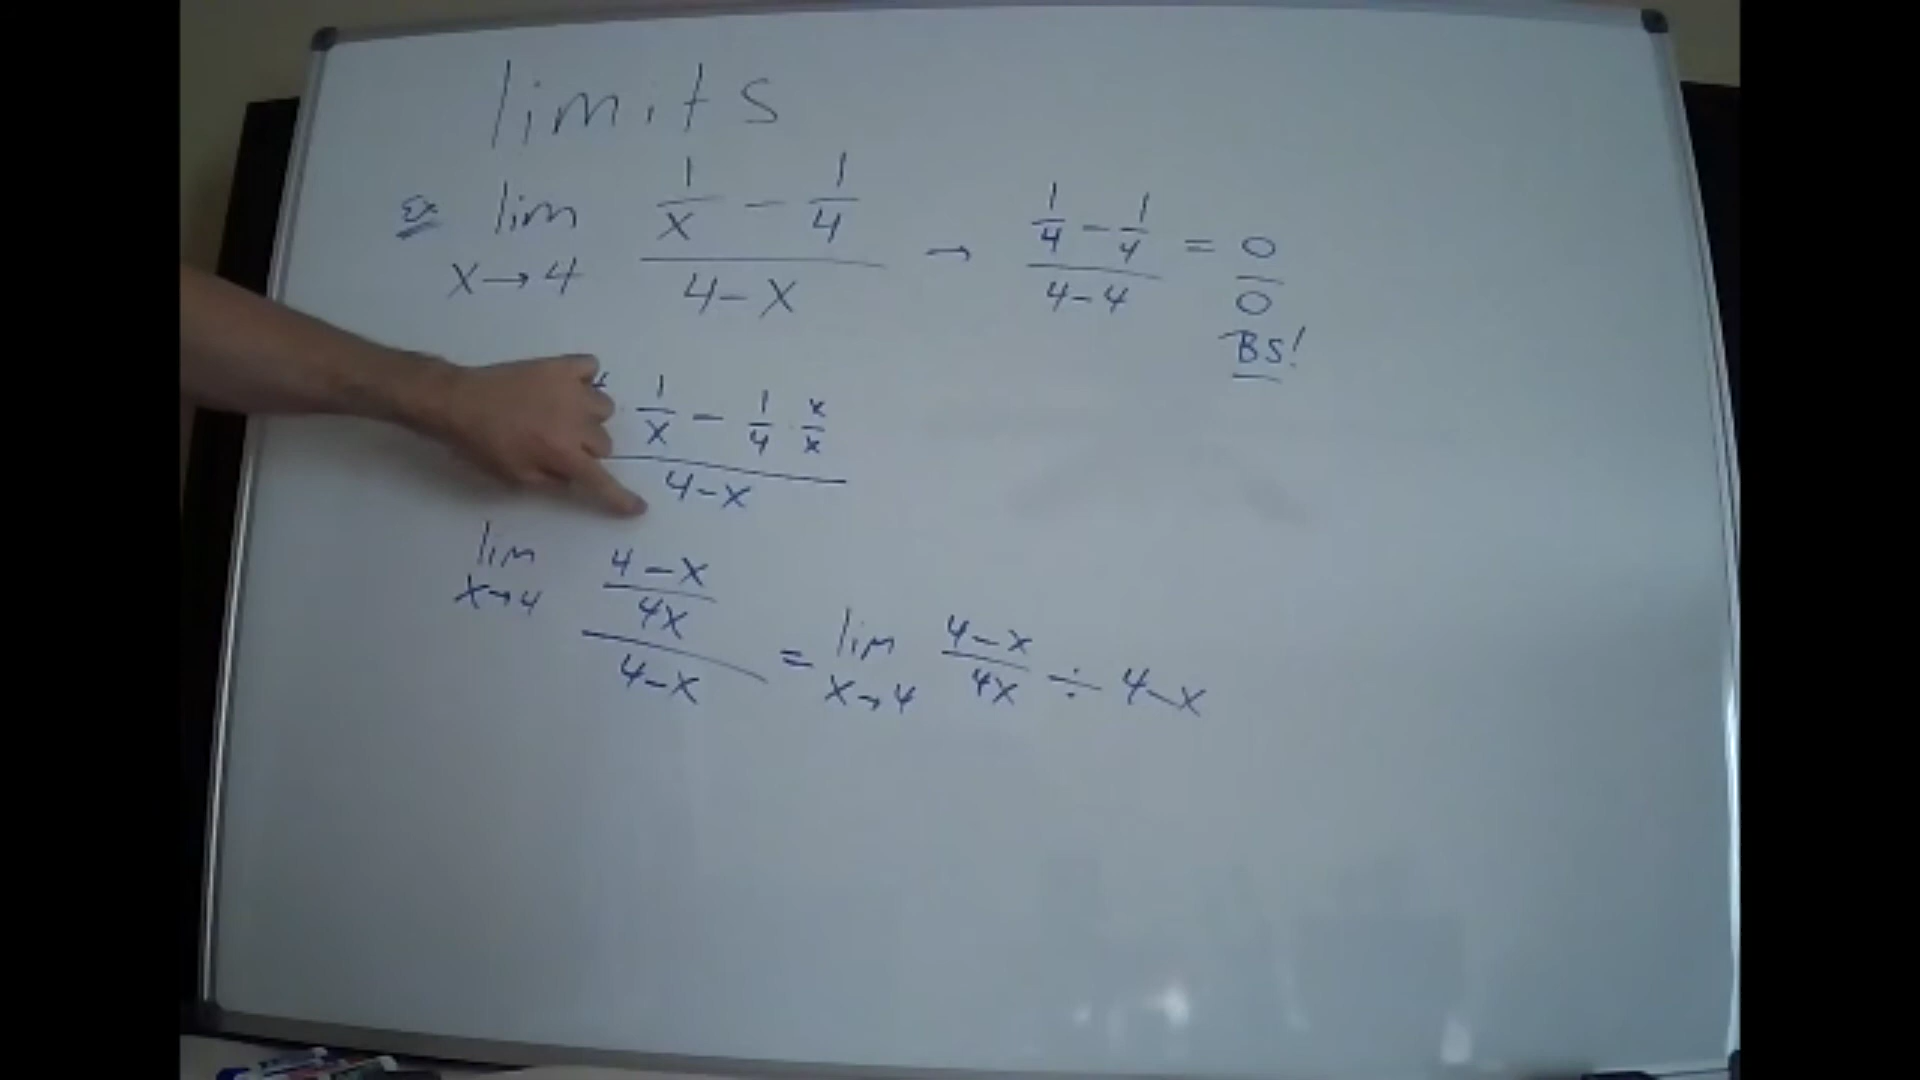 limits
Ex lim x→4 (1/x − 1/4)/(4−x) → (1/4 − 1/4)/(4−4) = 0/0
BS!
(· 1/x − 1/4 · x/x)/(4−x)
lim x→4 ((4−x)/4x)/(4−x) = lim x→4 (4−x)/4x ÷ 4−x